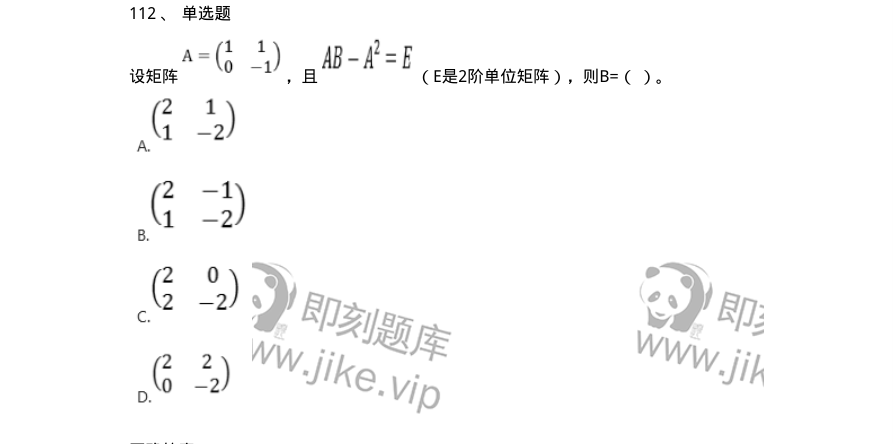 112 、 单选题
设矩阵 A = (1 1 0 -1) ，且 AB − A² = E （E是2阶单位矩阵），则B=（ ）。
A. (2 1 1 −2)
B. (2 −1 1 −2)
C. (2 0 2 −2)
D. (2 2 0 −2)
即刻题库
www.jike.vip
即
www.jik